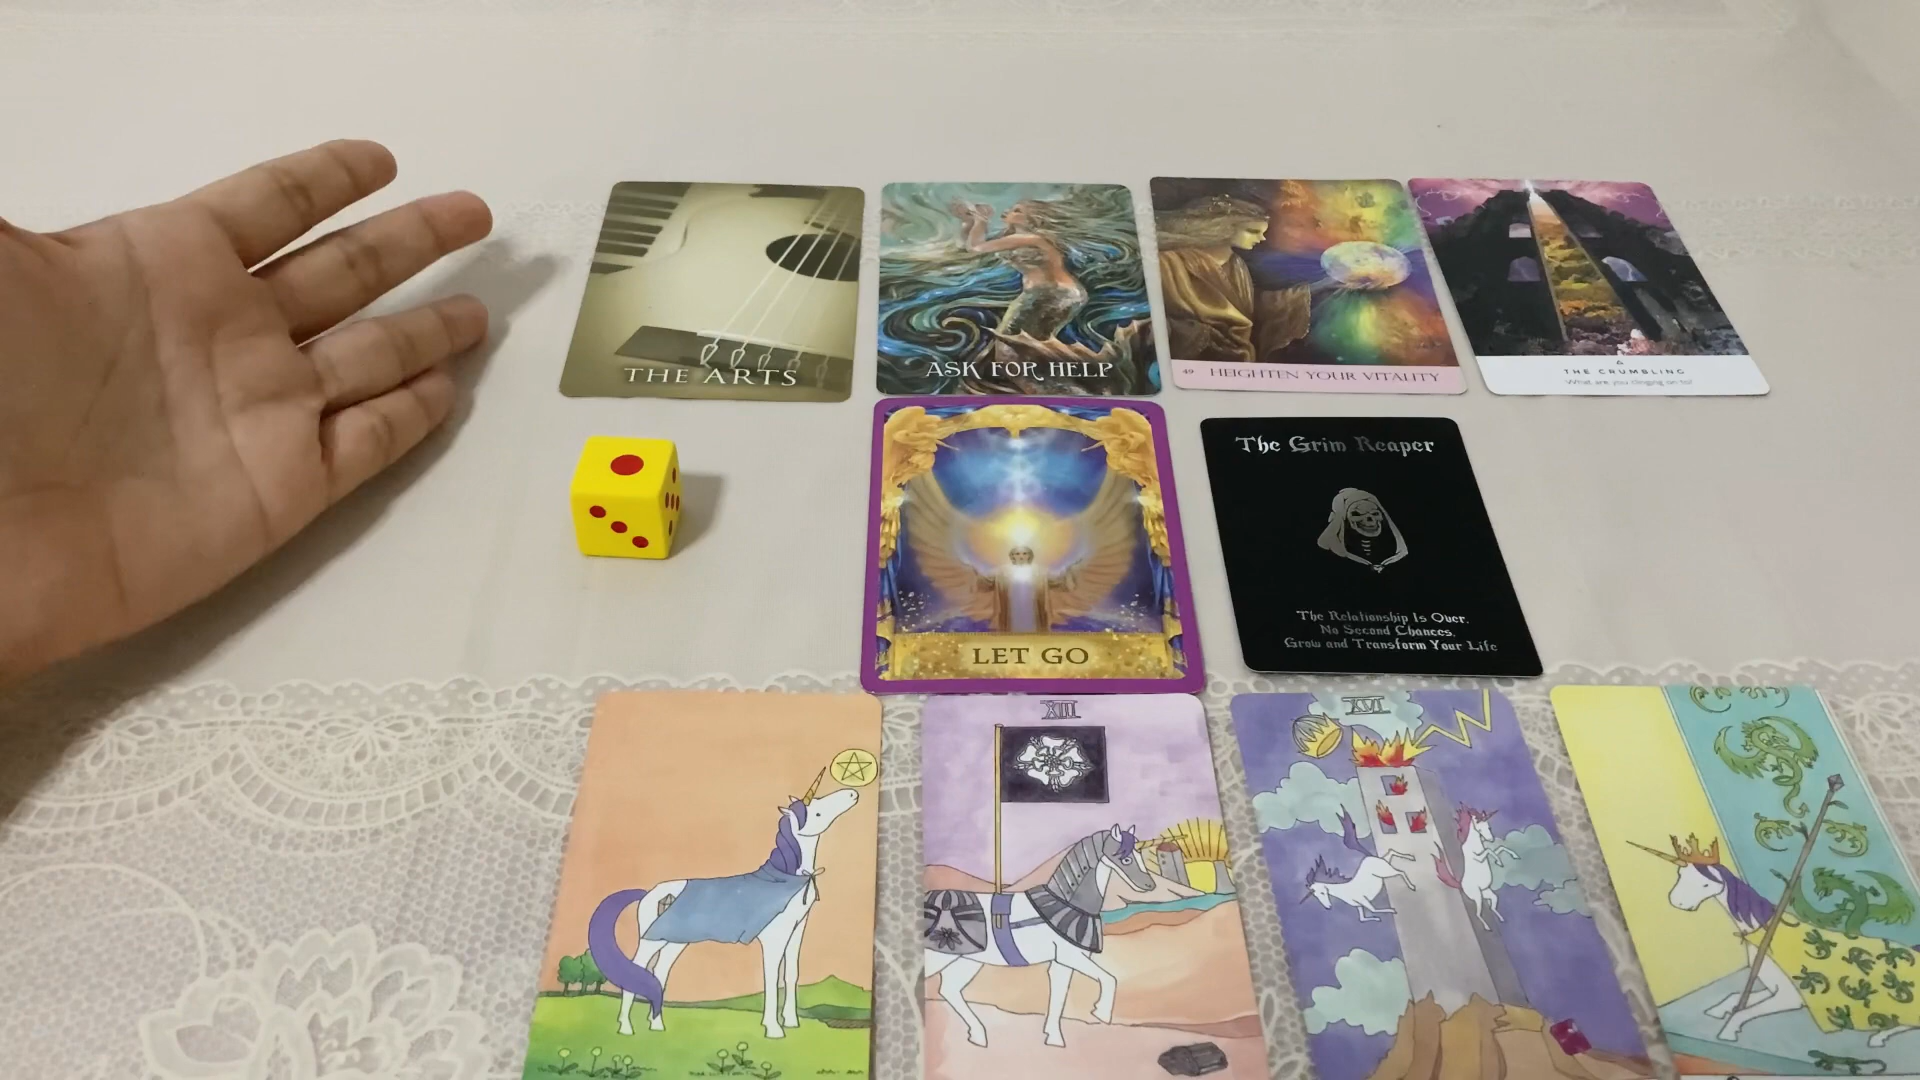 THE ARTS
ASK FOR HELP
49 HEIGHTEN YOUR VITALITY
6
THE CRUMBLING
What are you clinging on to?
LET GO
The Grim Reaper
The Relationship Is Over.
No Second Chances.
Grow and Transform Your Life
XIII
XVI